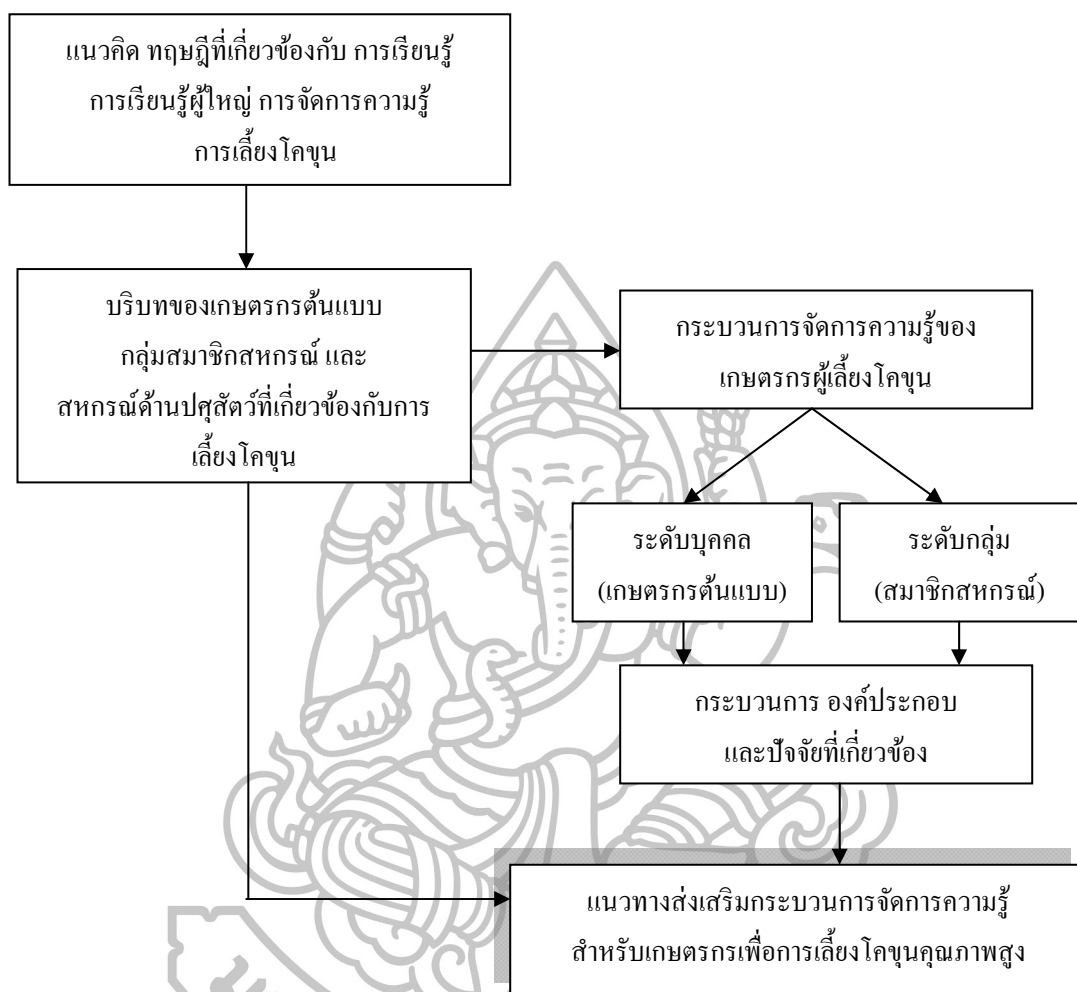 แนวคิด ทฤษฎีที่เกี่ยวข้องกับ การเรียนรู้
การเรียนรู้ผู้ใหญ่ การจัดการความรู้
การเลี้ยงโคขุน
บริบทของเกษตรกรต้นแบบ
กลุ่มสมาชิกสหกรณ์ และ
สหกรณ์ด้านปศุสัตว์ที่เกี่ยวข้องกับการ
เลี้ยงโคขุน
กระบวนการจัดการความรู้ของ
เกษตรกรผู้เลี้ยงโคขุน
ระดับบุคคล
(เกษตรกรต้นแบบ)
ระดับกลุ่ม
(สมาชิกสหกรณ์)
กระบวนการ องค์ประกอบ
และปัจจัยที่เกี่ยวข้อง
แนวทางส่งเสริมกระบวนการจัดการความรู้
สำหรับเกษตรกรเพื่อการเลี้ยงโคขุนคุณภาพสูง